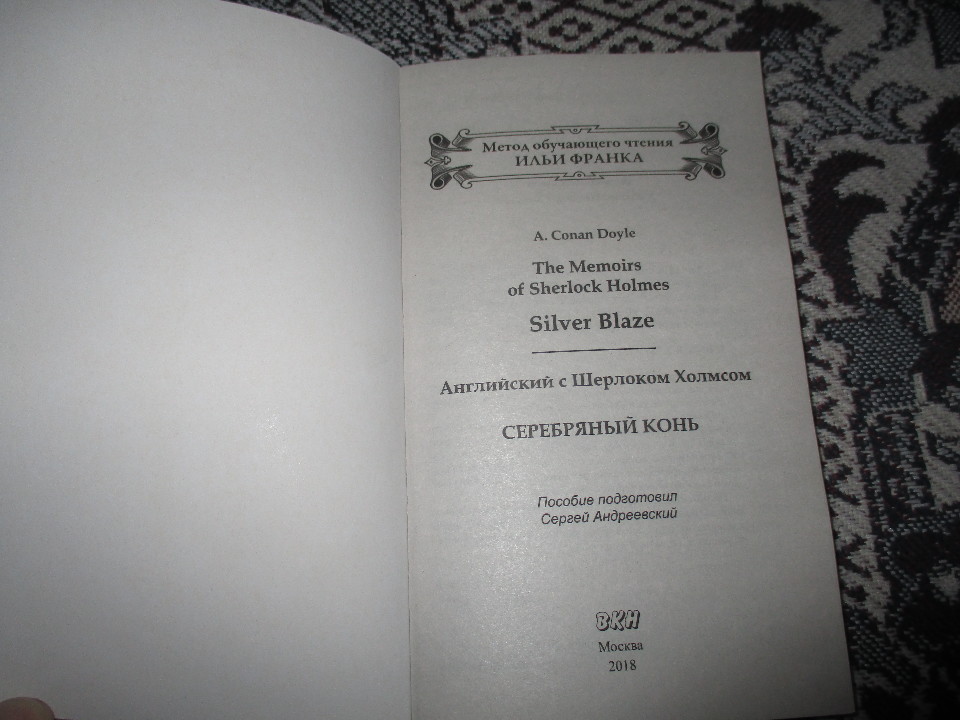 Метод обучающего чтения
ИЛЬИ ФРАНКА
A. Conan Doyle
The Memoirs
of Sherlock Holmes
Silver Blaze
Английский с Шерлоком Холмсом
СЕРЕБРЯНЫЙ КОНЬ
Пособие подготовил
Сергей Андреевский
ВКН
Москва
2018